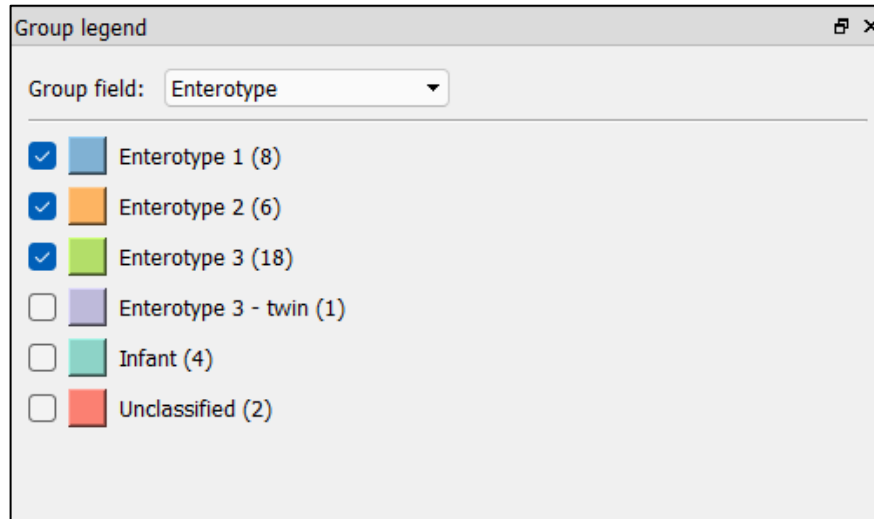 Group legend
Group field: Enterotype
Enterotype 1 (8)
Enterotype 2 (6)
Enterotype 3 (18)
Enterotype 3 - twin (1)
Infant (4)
Unclassified (2)